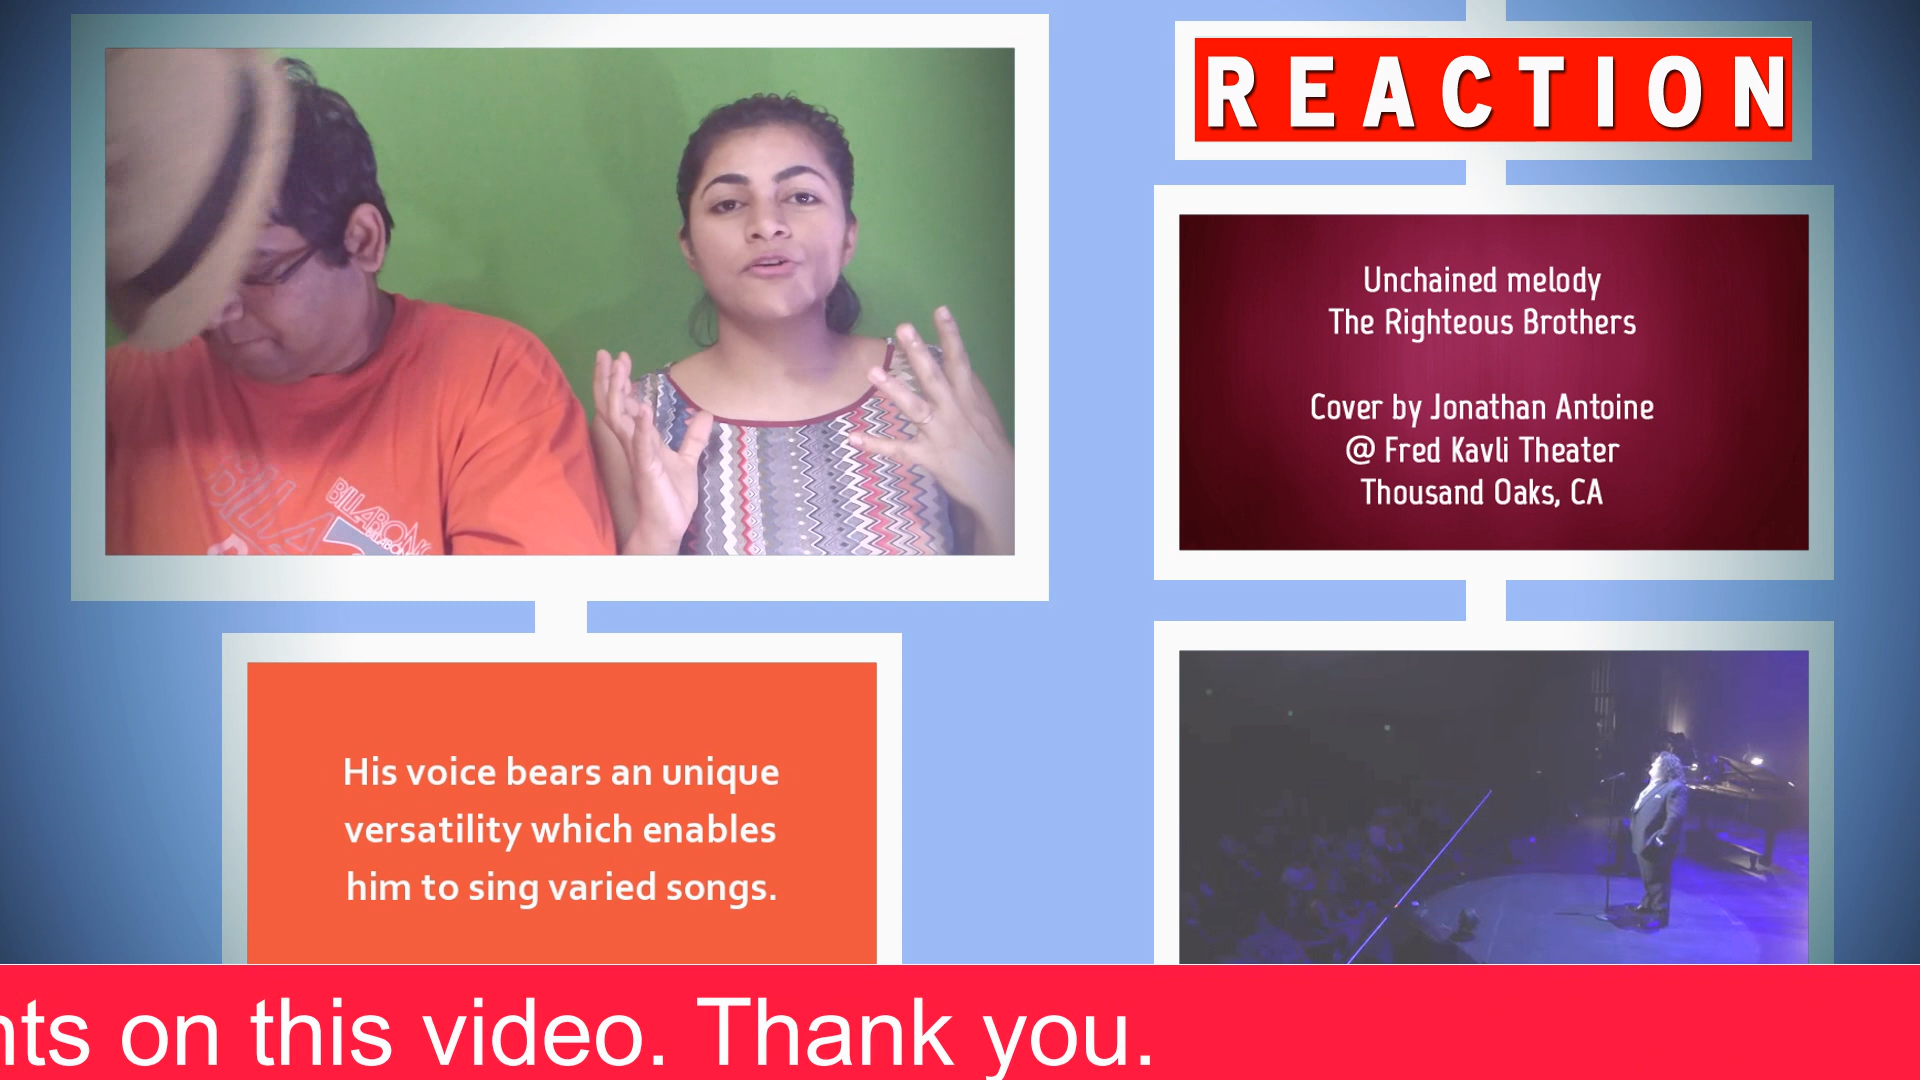 REACTION
Unchained melody
The Righteous Brothers
Cover by Jonathan Antoine
@ Fred Kavli Theater
Thousand Oaks, CA
BILLABONG
His voice bears an unique
versatility which enables
him to sing varied songs.
nts on this video. Thank you.